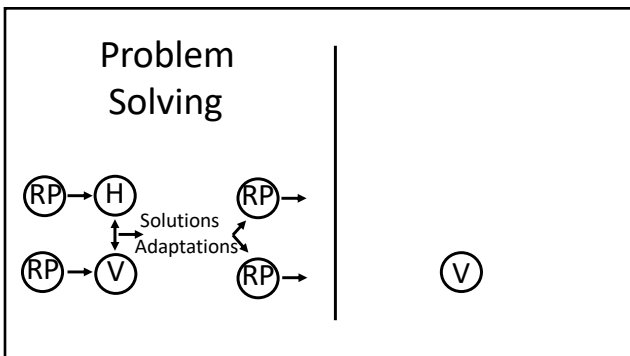 Problem
Solving
RP H RP
Solutions
Adaptations
RP V RP V